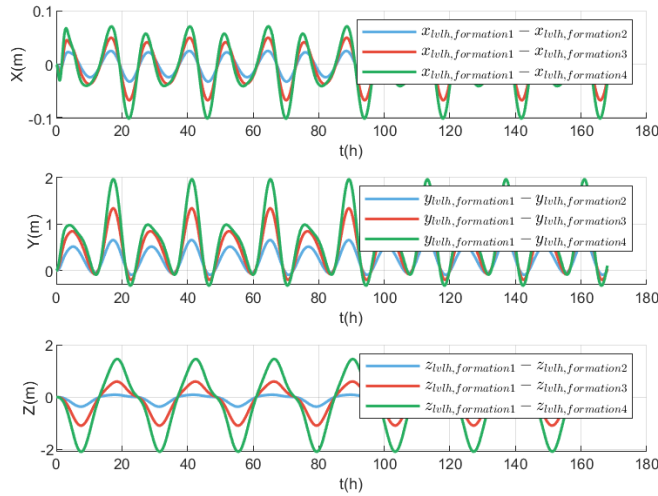 0.1
0
-0.1
X(m)
x_{lvlh,formation1} − x_{lvlh,formation2}
x_{lvlh,formation1} − x_{lvlh,formation3}
x_{lvlh,formation1} − x_{lvlh,formation4}
0 20 40 60 80 100 120 140 160 180
t(h)
2
1
0
Y(m)
y_{lvlh,formation1} − y_{lvlh,formation2}
y_{lvlh,formation1} − y_{lvlh,formation3}
y_{lvlh,formation1} − y_{lvlh,formation4}
0 20 40 60 80 100 120 140 160 180
t(h)
2
0
-2
Z(m)
z_{lvlh,formation1} − z_{lvlh,formation2}
z_{lvlh,formation1} − z_{lvlh,formation3}
z_{lvlh,formation1} − z_{lvlh,formation4}
0 20 40 60 80 100 120 140 160 180
t(h)